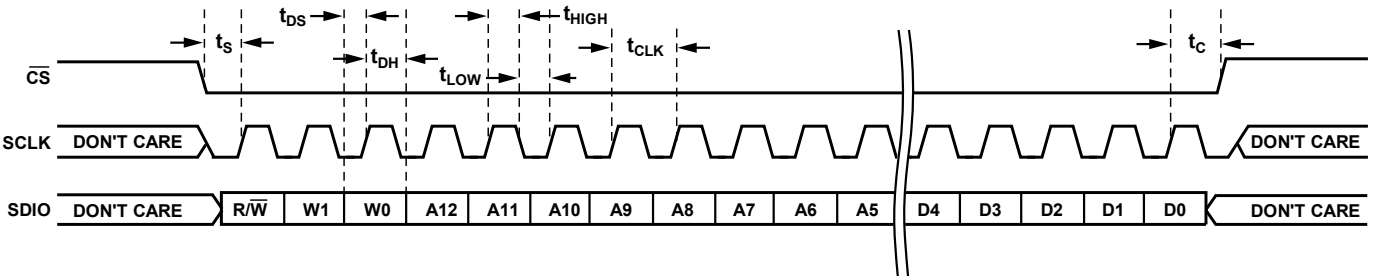 tDS
tHIGH
tS
tCLK
tC
tDH
tLOW
CS
SCLK DON'T CARE DON'T CARE
SDIO DON'T CARE R/W W1 W0 A12 A11 A10 A9 A8 A7 A6 A5 D4 D3 D2 D1 D0 DON'T CARE